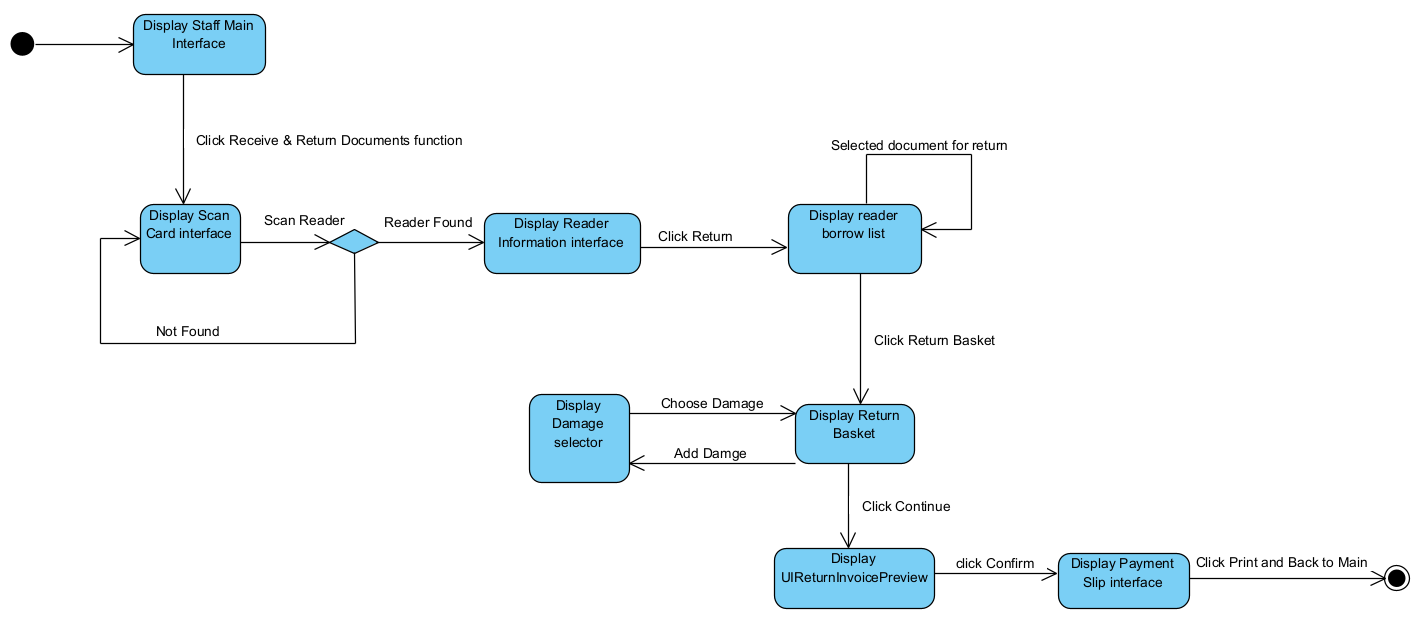 Display Staff Main
Interface
Click Receive & Return Documents function
Selected document for return
Display Scan
Card interface
Scan Reader
Reader Found
Display Reader
Information interface
Click Return
Display reader
borrow list
Not Found
Click Return Basket
Display
Damage
selector
Choose Damage
Add Damge
Display Return
Basket
Click Continue
Display
UIReturnInvoicePreview
click Confirm
Display Payment
Slip interface
Click Print and Back to Main